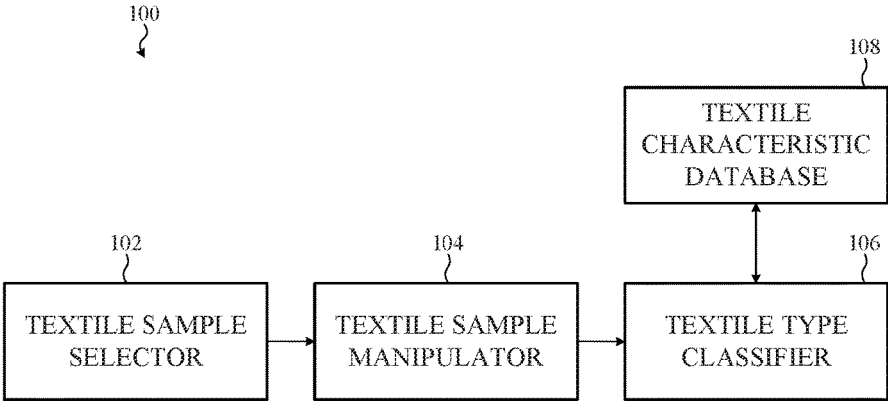 100
108
TEXTILE
CHARACTERISTIC
DATABASE
102
104
106
TEXTILE SAMPLE
SELECTOR
TEXTILE SAMPLE
MANIPULATOR
TEXTILE TYPE
CLASSIFIER